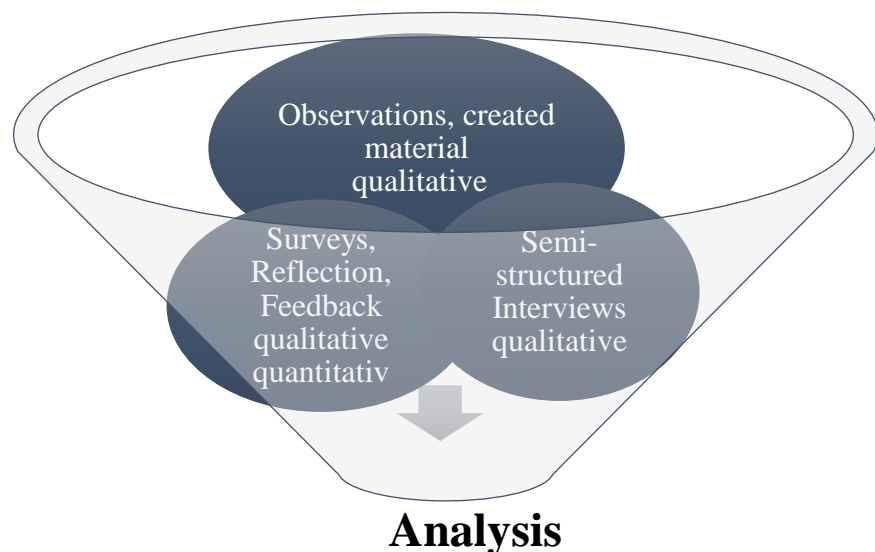 Observations, created
material
qualitative
Surveys,
Reflection,
Feedback
qualitative
quantitativ
Semi-
structured
Interviews
qualitative
Analysis